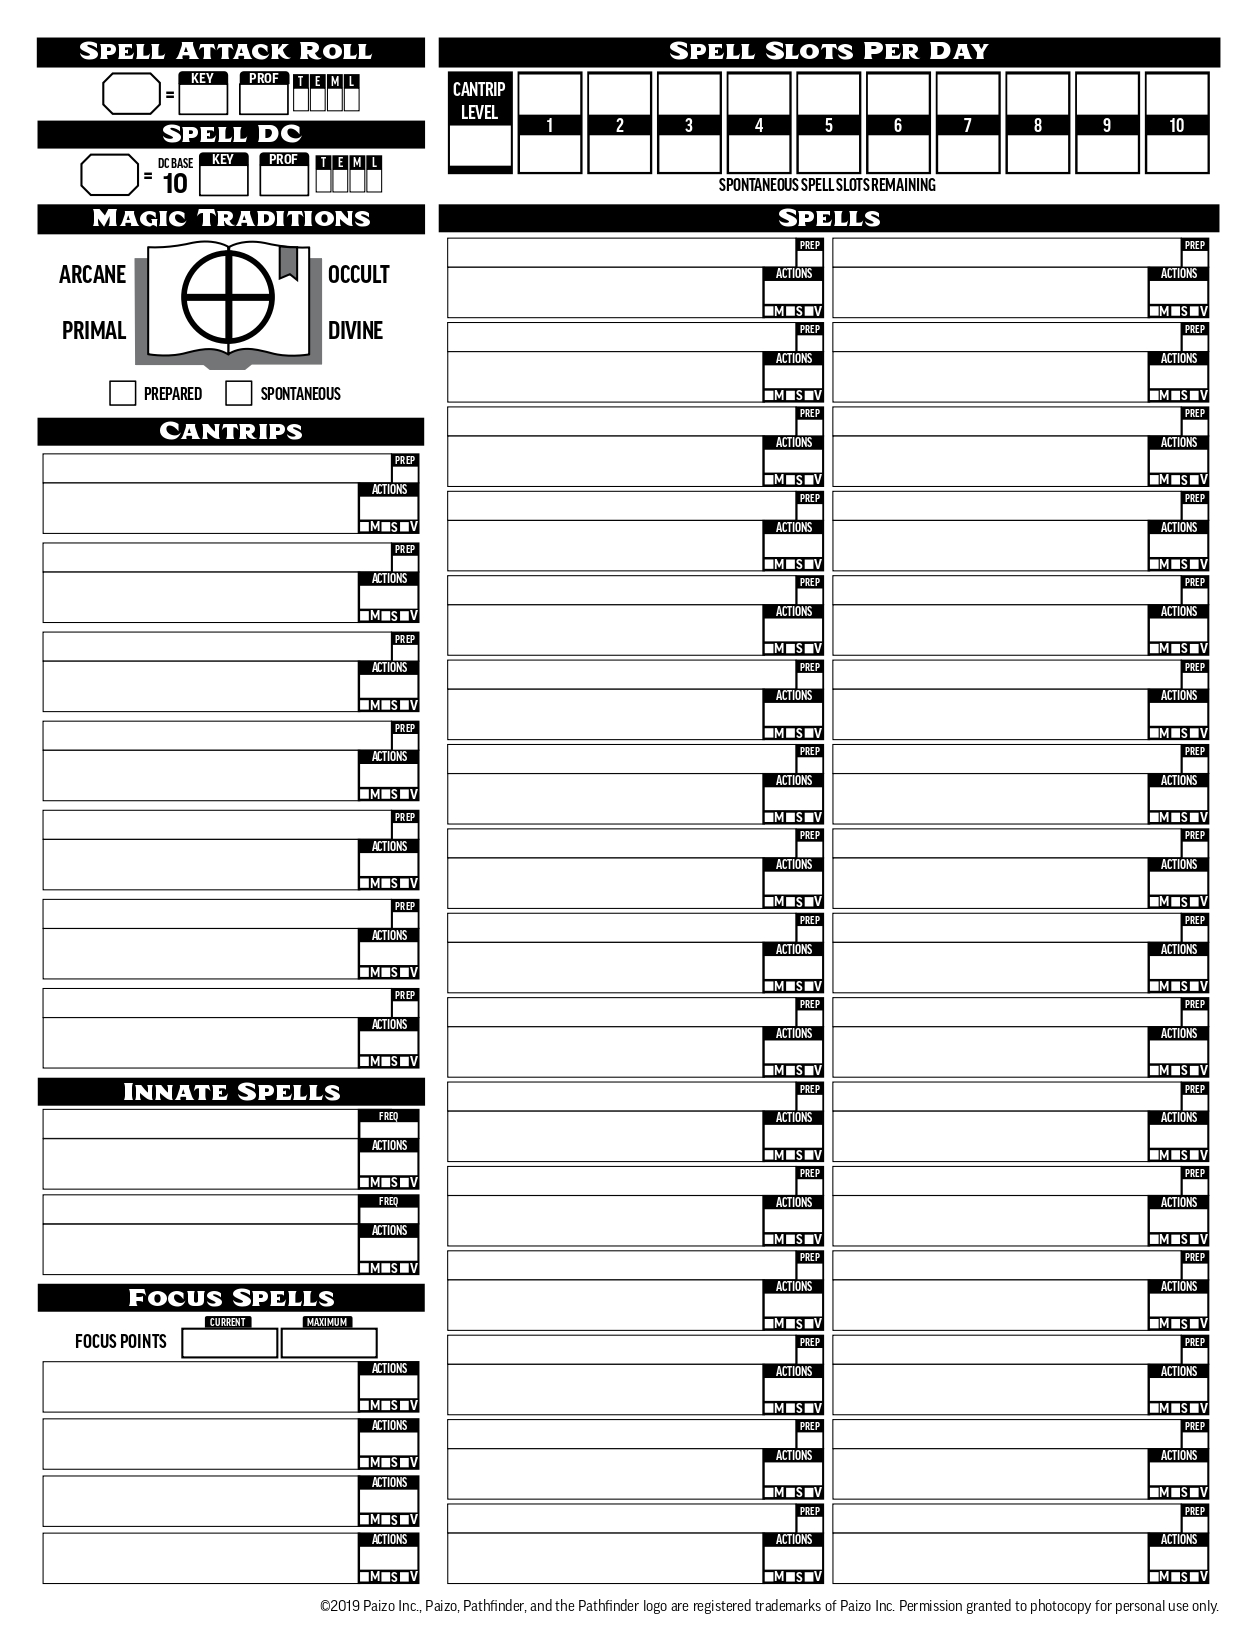 SPELL ATTACK ROLL
= KEY PROF T E M L
SPELL DC
= DC BASE 10 KEY PROF T E M L
MAGIC TRADITIONS
ARCANE OCCULT
PRIMAL DIVINE
PREPARED SPONTANEOUS
CANTRIPS
PREP
ACTIONS
M S V
PREP
ACTIONS
M S V
PREP
ACTIONS
M S V
PREP
ACTIONS
M S V
PREP
ACTIONS
M S V
PREP
ACTIONS
M S V
PREP
ACTIONS
M S V
INNATE SPELLS
FREQ
ACTIONS
M S V
FREQ
ACTIONS
M S V
FOCUS SPELLS
CURRENT MAXIMUM
FOCUS POINTS
ACTIONS
M S V
ACTIONS
M S V
ACTIONS
M S V
ACTIONS
M S V
SPELL SLOTS PER DAY
CANTRIP
LEVEL
1 2 3 4 5 6 7 8 9 10
SPONTANEOUS SPELL SLOTS REMAINING
SPELLS
PREP PREP
ACTIONS ACTIONS
M S V M S V
PREP PREP
ACTIONS ACTIONS
M S V M S V
PREP PREP
ACTIONS ACTIONS
M S V M S V
PREP PREP
ACTIONS ACTIONS
M S V M S V
PREP PREP
ACTIONS ACTIONS
M S V M S V
PREP PREP
ACTIONS ACTIONS
M S V M S V
PREP PREP
ACTIONS ACTIONS
M S V M S V
PREP PREP
ACTIONS ACTIONS
M S V M S V
PREP PREP
ACTIONS ACTIONS
M S V M S V
PREP PREP
ACTIONS ACTIONS
M S V M S V
PREP PREP
ACTIONS ACTIONS
M S V M S V
PREP PREP
ACTIONS ACTIONS
M S V M S V
PREP PREP
ACTIONS ACTIONS
M S V M S V
PREP PREP
ACTIONS ACTIONS
M S V M S V
PREP PREP
ACTIONS ACTIONS
M S V M S V
PREP PREP
ACTIONS ACTIONS
M S V M S V
©2019 Paizo Inc., Paizo, Pathfinder, and the Pathfinder logo are registered trademarks of Paizo Inc. Permission granted to photocopy for personal use only.